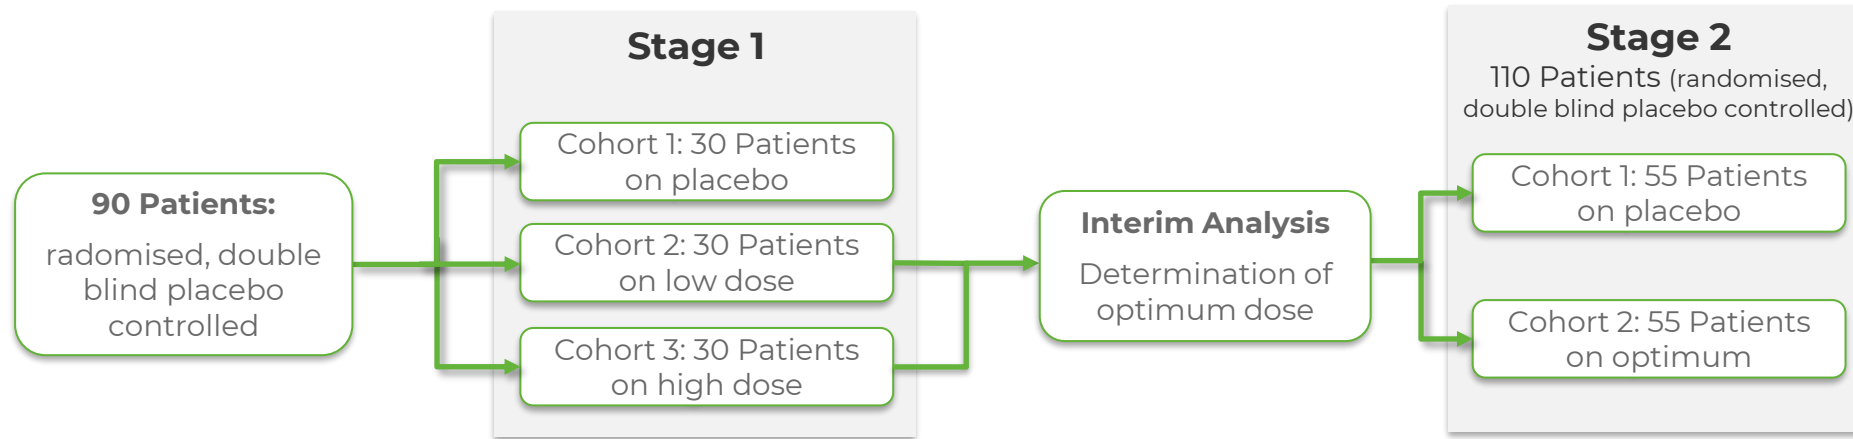 Stage 1
Cohort 1: 30 Patients
on placebo
90 Patients:
radomised, double
blind placebo
controlled
Cohort 2: 30 Patients
on low dose
Cohort 3: 30 Patients
on high dose
Interim Analysis
Determination of
optimum dose
Stage 2
110 Patients (randomised,
double blind placebo controlled)
Cohort 1: 55 Patients
on placebo
Cohort 2: 55 Patients
on optimum